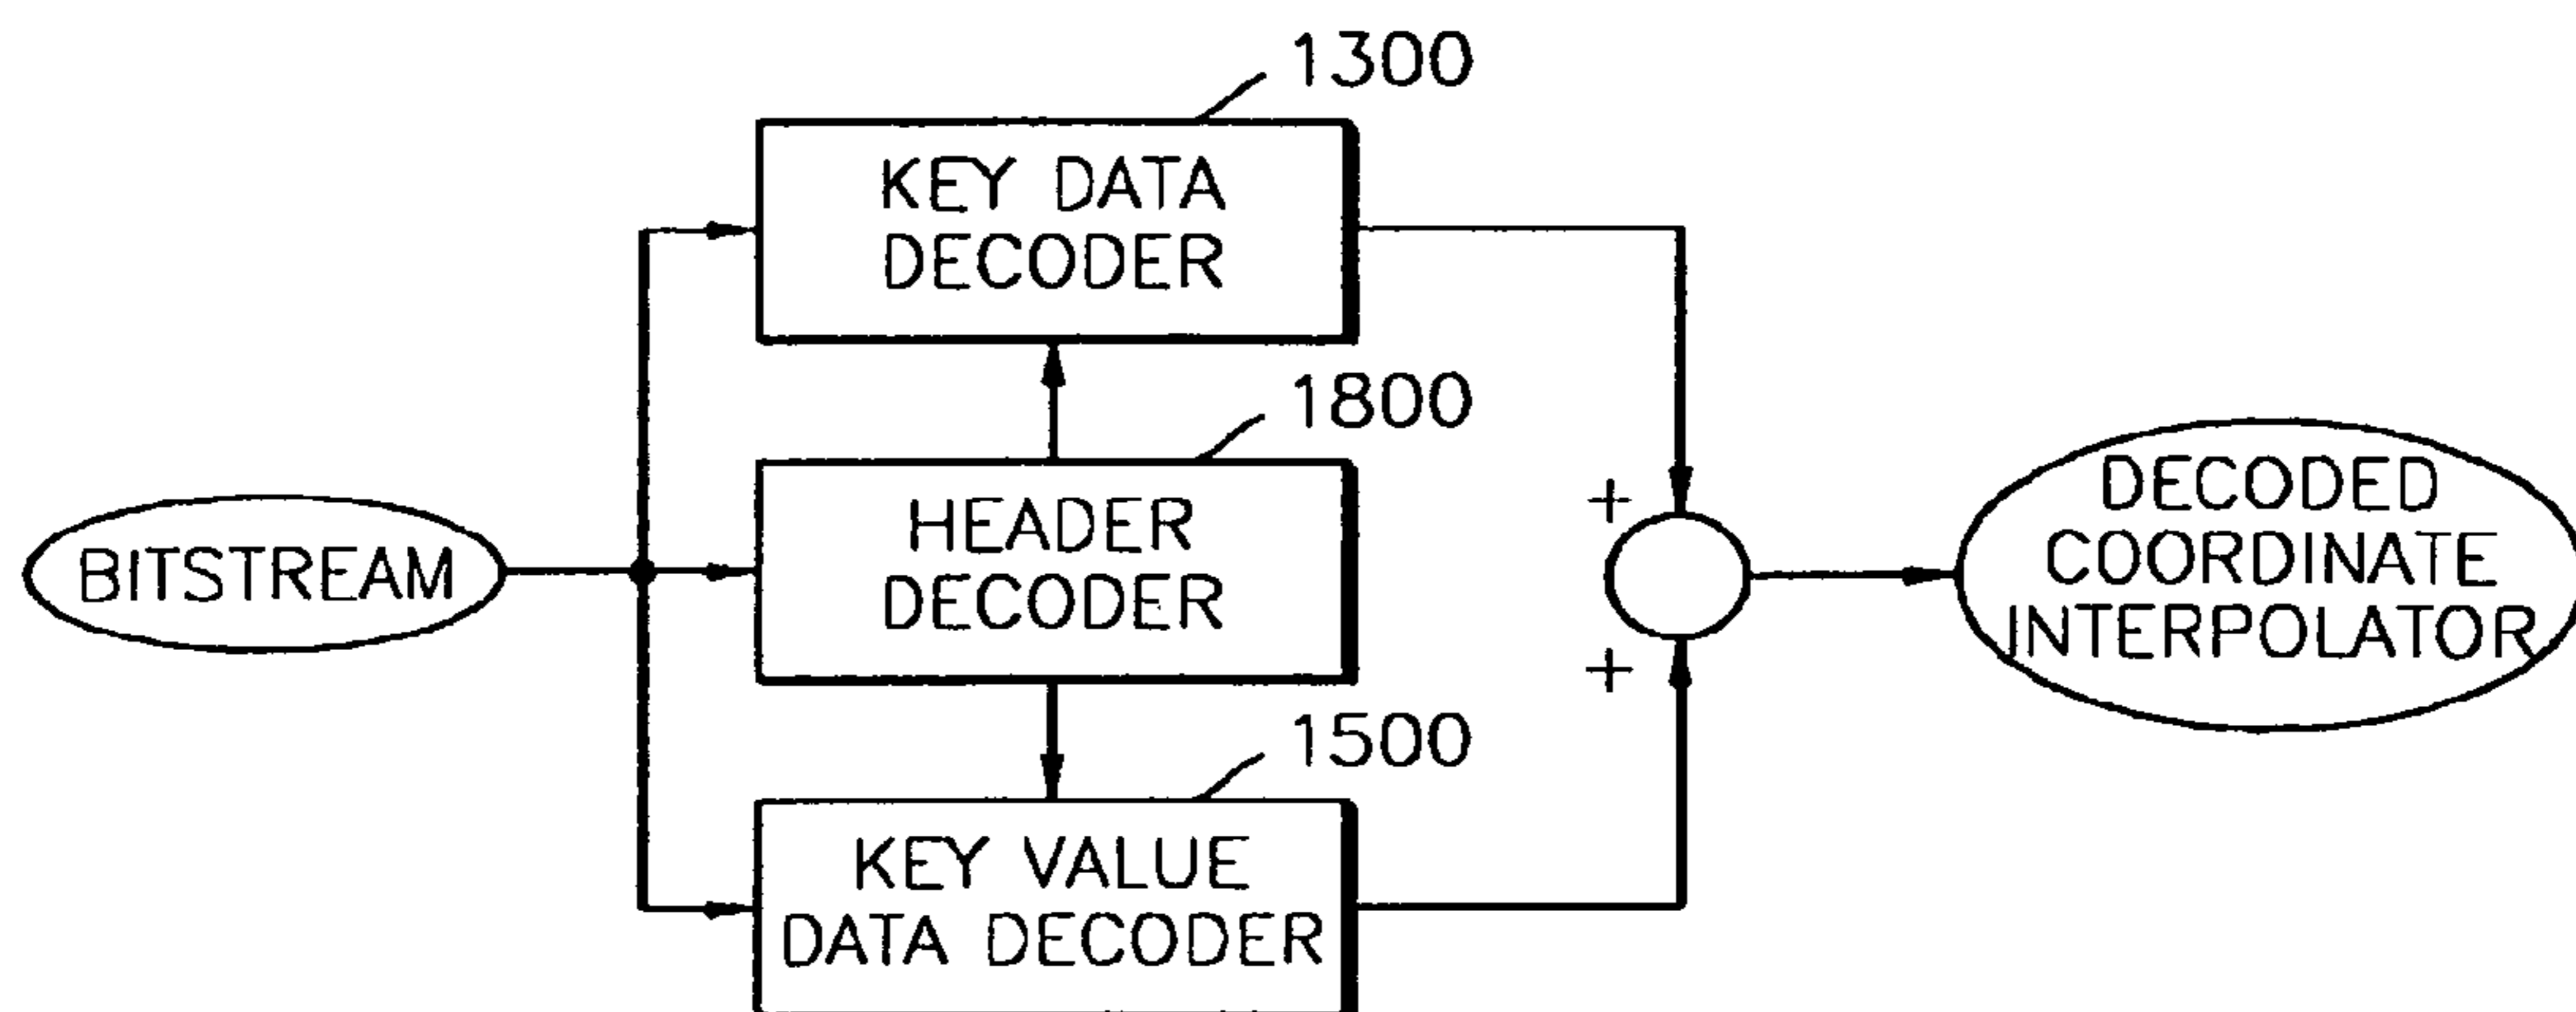 1300
KEY DATA
DECODER
1800
HEADER
DECODER
BITSTREAM
+
+
DECODED
COORDINATE
INTERPOLATOR
1500
KEY VALUE
DATA DECODER